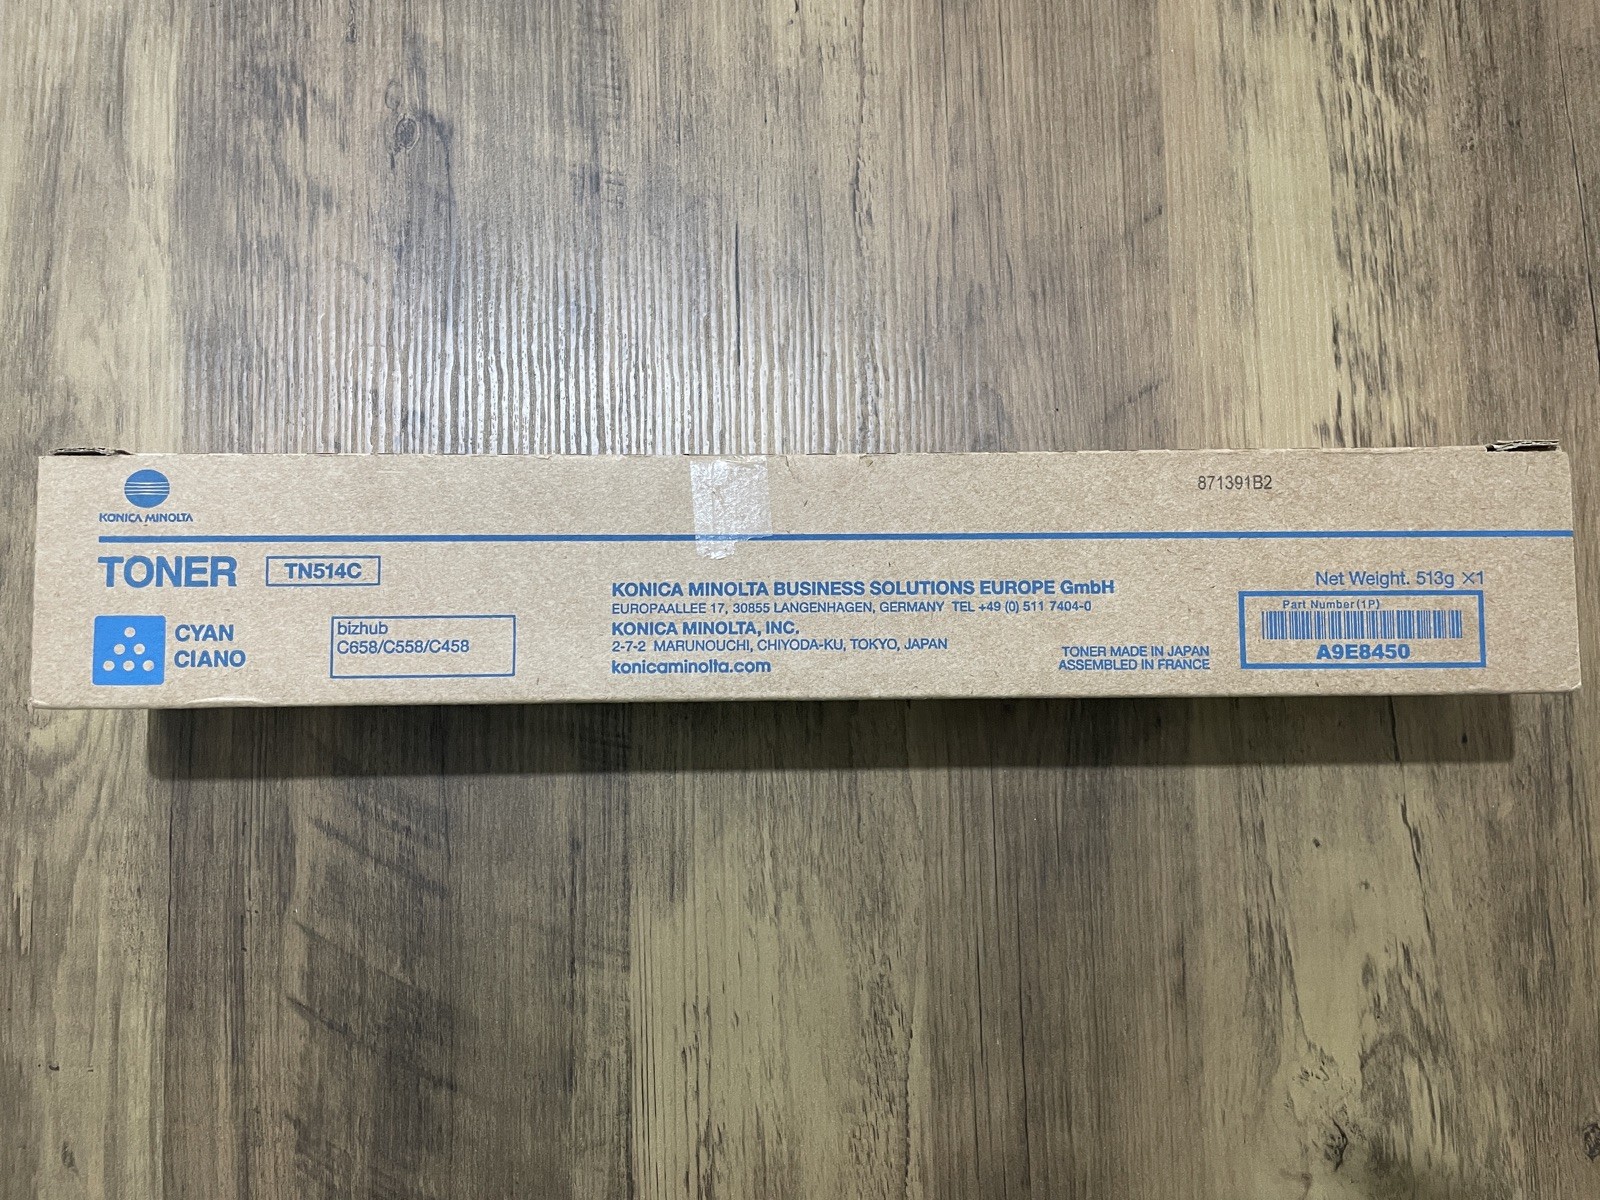 KONICA MINOLTA
871391B2
TONER TN514C
CYAN
CIANO
bizhub
C658/C558/C458
KONICA MINOLTA BUSINESS SOLUTIONS EUROPE GmbH
EUROPAALLEE 17, 30855 LANGENHAGEN, GERMANY TEL +49 (0) 511 7404-0
KONICA MINOLTA, INC.
2-7-2 MARUNOUCHI, CHIYODA-KU, TOKYO, JAPAN
konicaminolta.com
TONER MADE IN JAPAN
ASSEMBLED IN FRANCE
Net Weight. 513g ×1
Part Number(1P)
A9E8450